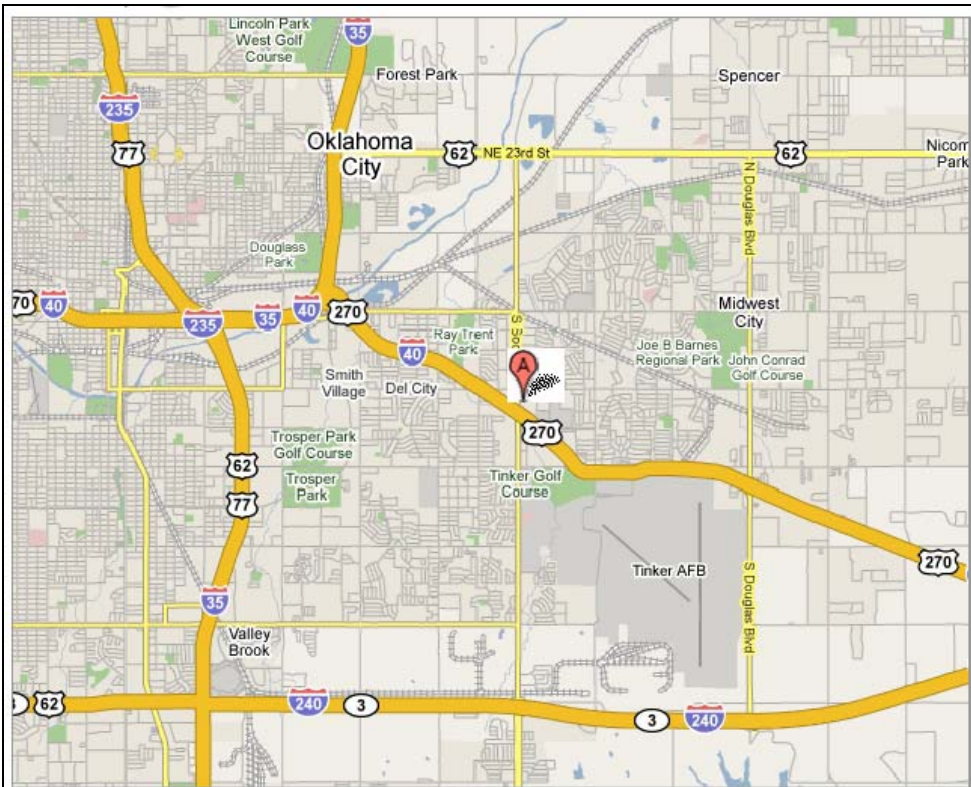 Lincoln Park
West Golf
Course
35
Forest Park
Spencer
235
77
Oklahoma
City
62
NE 23rd St
62
Nicom
Park
N Douglas Blvd
Douglass
Park
70
40
235
35
40
270
Midwest
City
S
Ray Trent
Park
40
Joe B Barnes
Regional Park
John Conrad
Golf Course
A
Smith
Village
Del City
270
Trosper Park
Golf Course
62
Trosper
Park
Tinker Golf
Course
77
Tinker AFB
270
S Douglas Blvd
35
Valley
Brook
62
240
3
3
240